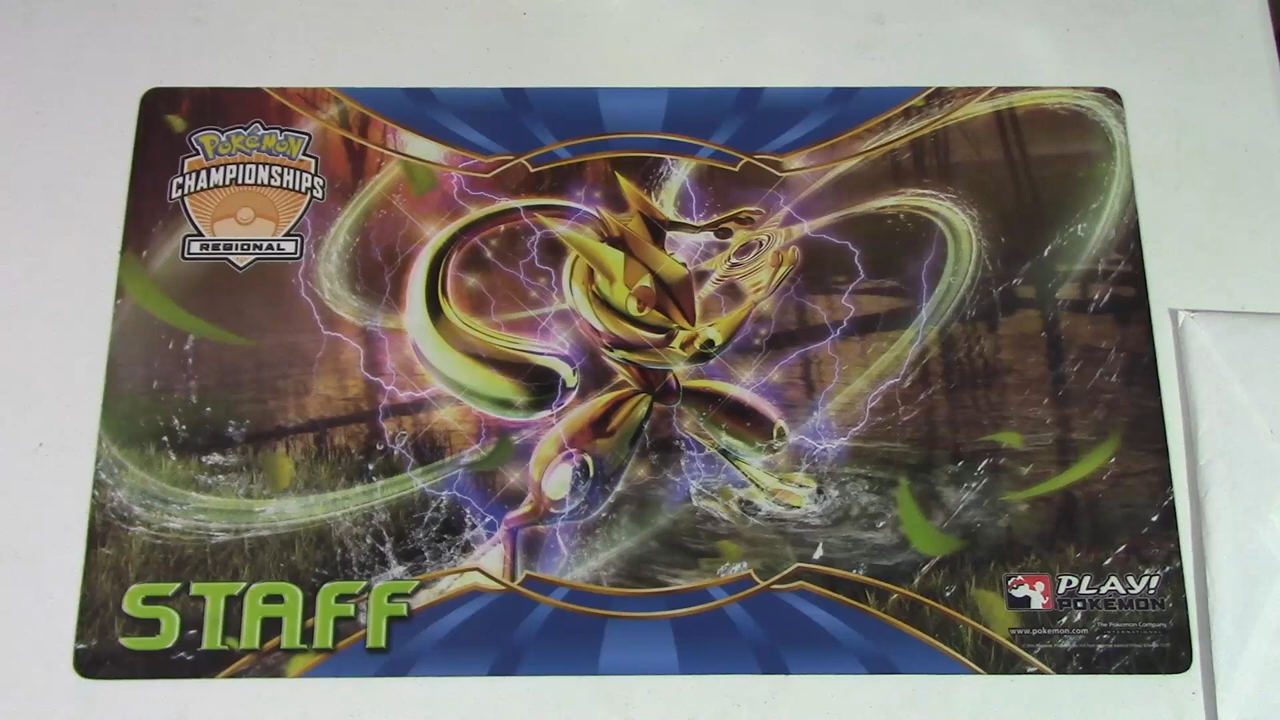 POKéMON
CHAMPIONSHIPS
REGIONAL
STAFF
PLAY!
POKéMON
The Pokémon Company
INTERNATIONAL
www.pokemon.com